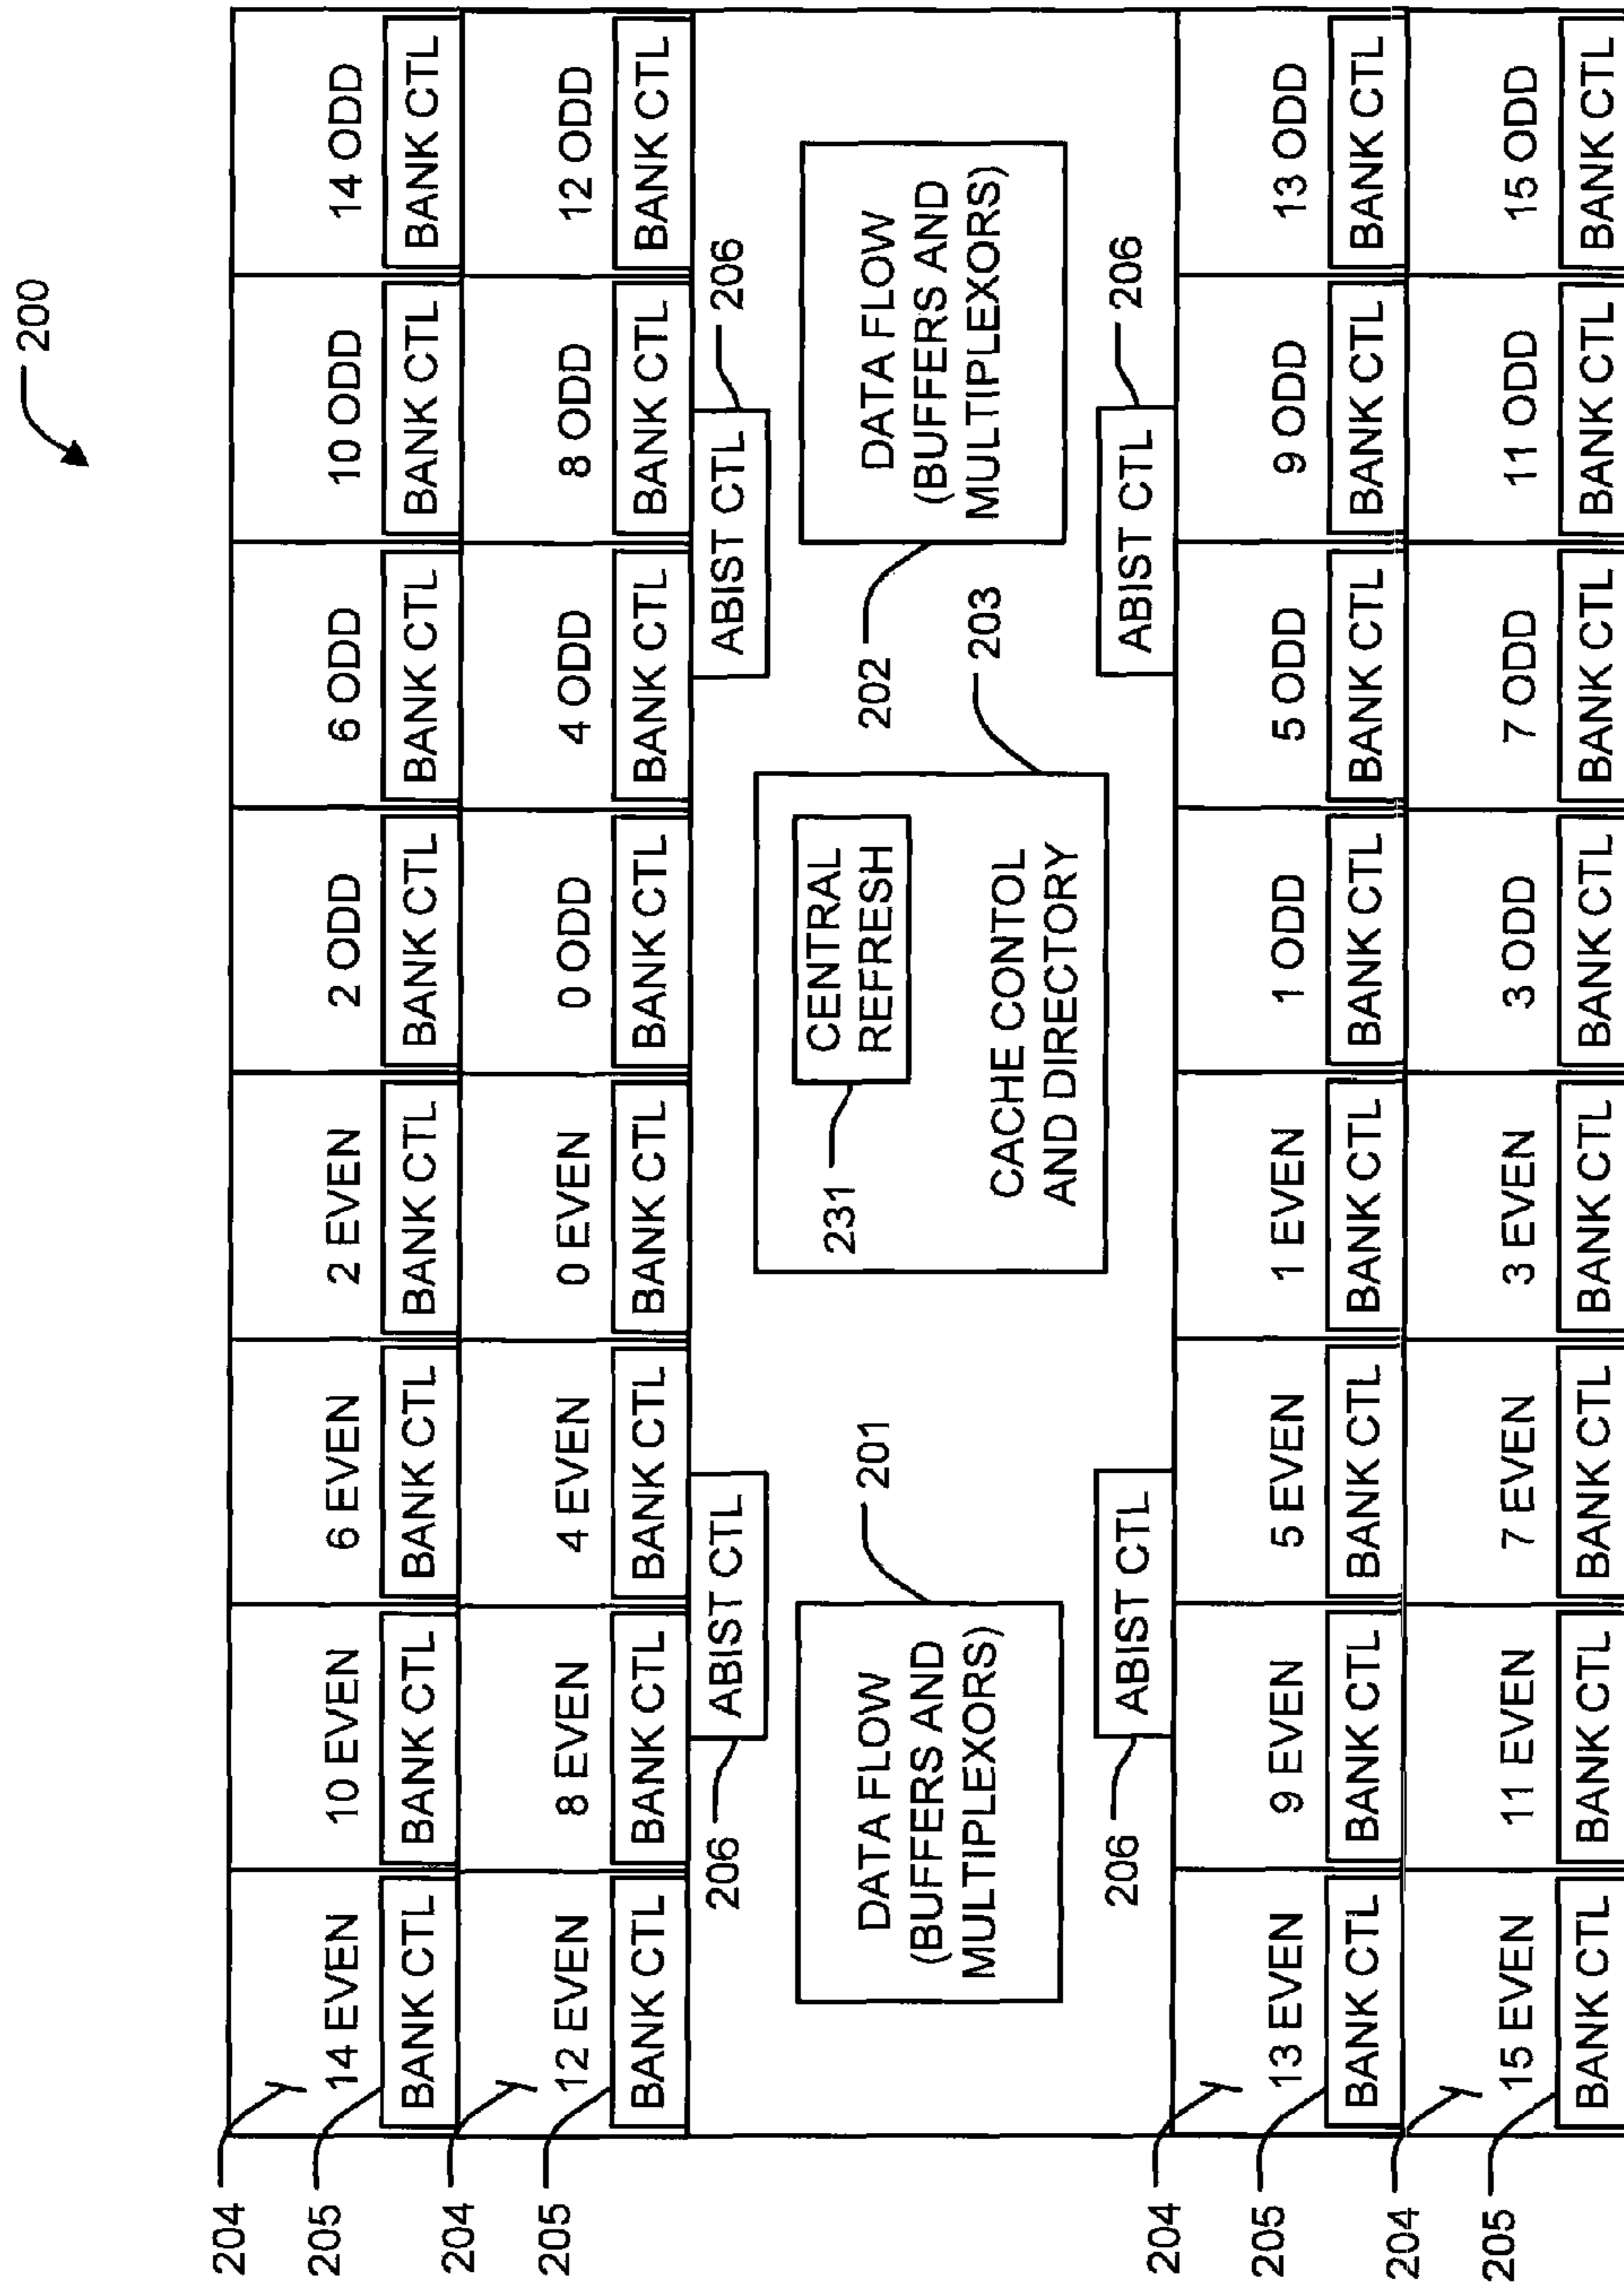 200
14 EVEN 10 EVEN 6 EVEN 2 EVEN 2 ODD 6 ODD 10 ODD 14 ODD
204
205
BANK CTL BANK CTL BANK CTL BANK CTL BANK CTL BANK CTL BANK CTL BANK CTL
12 EVEN 8 EVEN 4 EVEN 0 EVEN 0 ODD 4 ODD 8 ODD 12 ODD
204
205
BANK CTL BANK CTL BANK CTL BANK CTL BANK CTL BANK CTL BANK CTL BANK CTL
206 ABIST CTL ABIST CTL 206
DATA FLOW
(BUFFERS AND
MULTIPLEXORS)
201
231
CENTRAL
REFRESH
CACHE CONTOL
AND DIRECTORY
202
203
DATA FLOW
(BUFFERS AND
MULTIPLEXORS)
206 ABIST CTL ABIST CTL 206
204
13 EVEN 9 EVEN 5 EVEN 1 EVEN 1 ODD 5 ODD 9 ODD 13 ODD
205
BANK CTL BANK CTL BANK CTL BANK CTL BANK CTL BANK CTL BANK CTL BANK CTL
204
15 EVEN 11 EVEN 7 EVEN 3 EVEN 3 ODD 7 ODD 11 ODD 15 ODD
205
BANK CTL BANK CTL BANK CTL BANK CTL BANK CTL BANK CTL BANK CTL BANK CTL